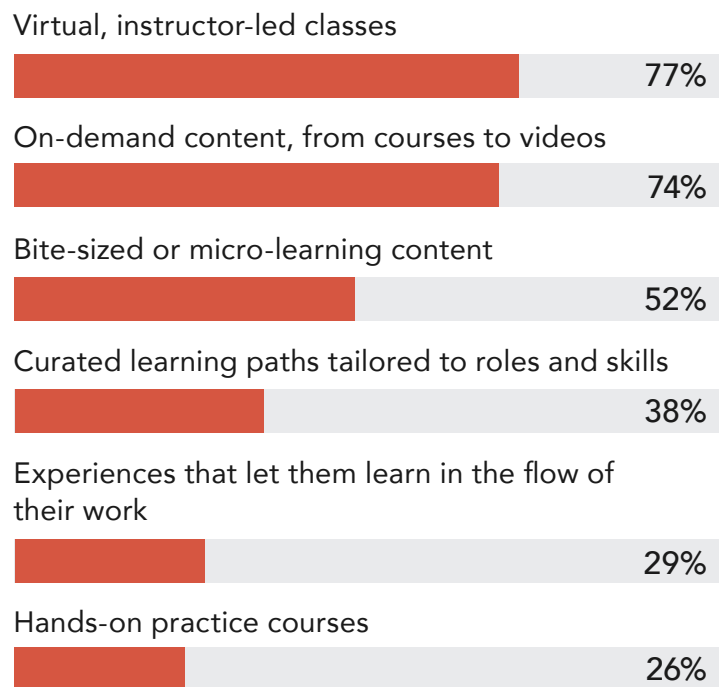 Virtual, instructor-led classes
77%
On-demand content, from courses to videos
74%
Bite-sized or micro-learning content
52%
Curated learning paths tailored to roles and skills
38%
Experiences that let them learn in the flow of
their work
29%
Hands-on practice courses
26%